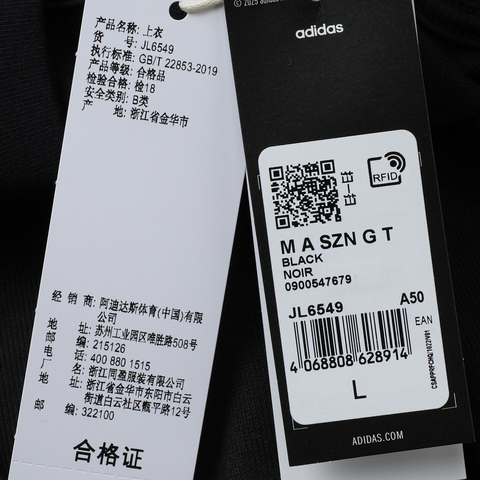 产品名称: 上衣
货 号: JL6549
执行标准: GB/T 22853-2019
产品等级: 合格品
检验合格: 检18
安全类别: B类
产 地: 浙江省金华市
经 销 商: 阿迪达斯体育(中国)有限
公司
地 址: 苏州工业园区唯胜路508号
邮 编: 215126
电 话: 400 880 1515
厂 名: 浙江同盈服装有限公司
地 址: 浙江省金华市东阳市白云
街道白云社区甑平路12号
邮 编: 322100
合格证
© 2025 adidas
adidas
RFID
M A SZN G T
BLACK
NOIR
0900547679
JL6549 A50
EAN
4 068808 628914
L
ADIDAS.COM